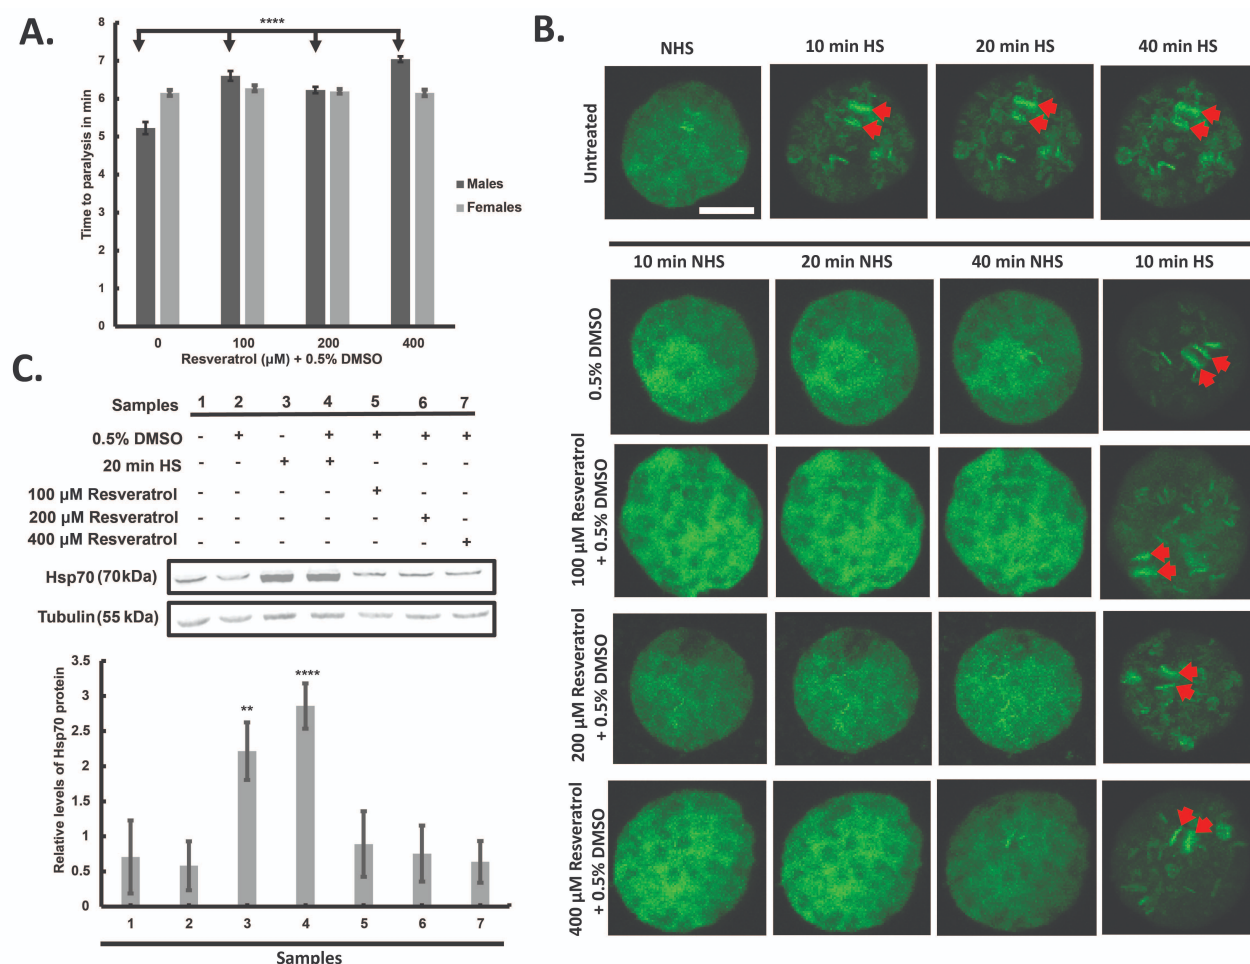 A.
****
8
7
6
5
4
3
2
1
0
Time to paralysis in min
Males
Females
0 100 200 400
Resveratrol (µM) + 0.5% DMSO
B.
NHS 10 min HS 20 min HS 40 min HS
Untreated
10 min NHS 20 min NHS 40 min NHS 10 min HS
0.5% DMSO
100 µM Resveratrol
+ 0.5% DMSO
200 µM Resveratrol
+ 0.5% DMSO
400 µM Resveratrol
+ 0.5% DMSO
C.
Samples 1 2 3 4 5 6 7
0.5% DMSO - + - + + + +
20 min HS - - + + - - -
100 µM Resveratrol - - - - + - -
200 µM Resveratrol - - - - - + -
400 µM Resveratrol - - - - - - +
Hsp70 (70kDa)
Tubulin (55 kDa)
3.5
3
2.5
2
1.5
1
0.5
0
Relative levels of Hsp70 protein
** ****
1 2 3 4 5 6 7
Samples